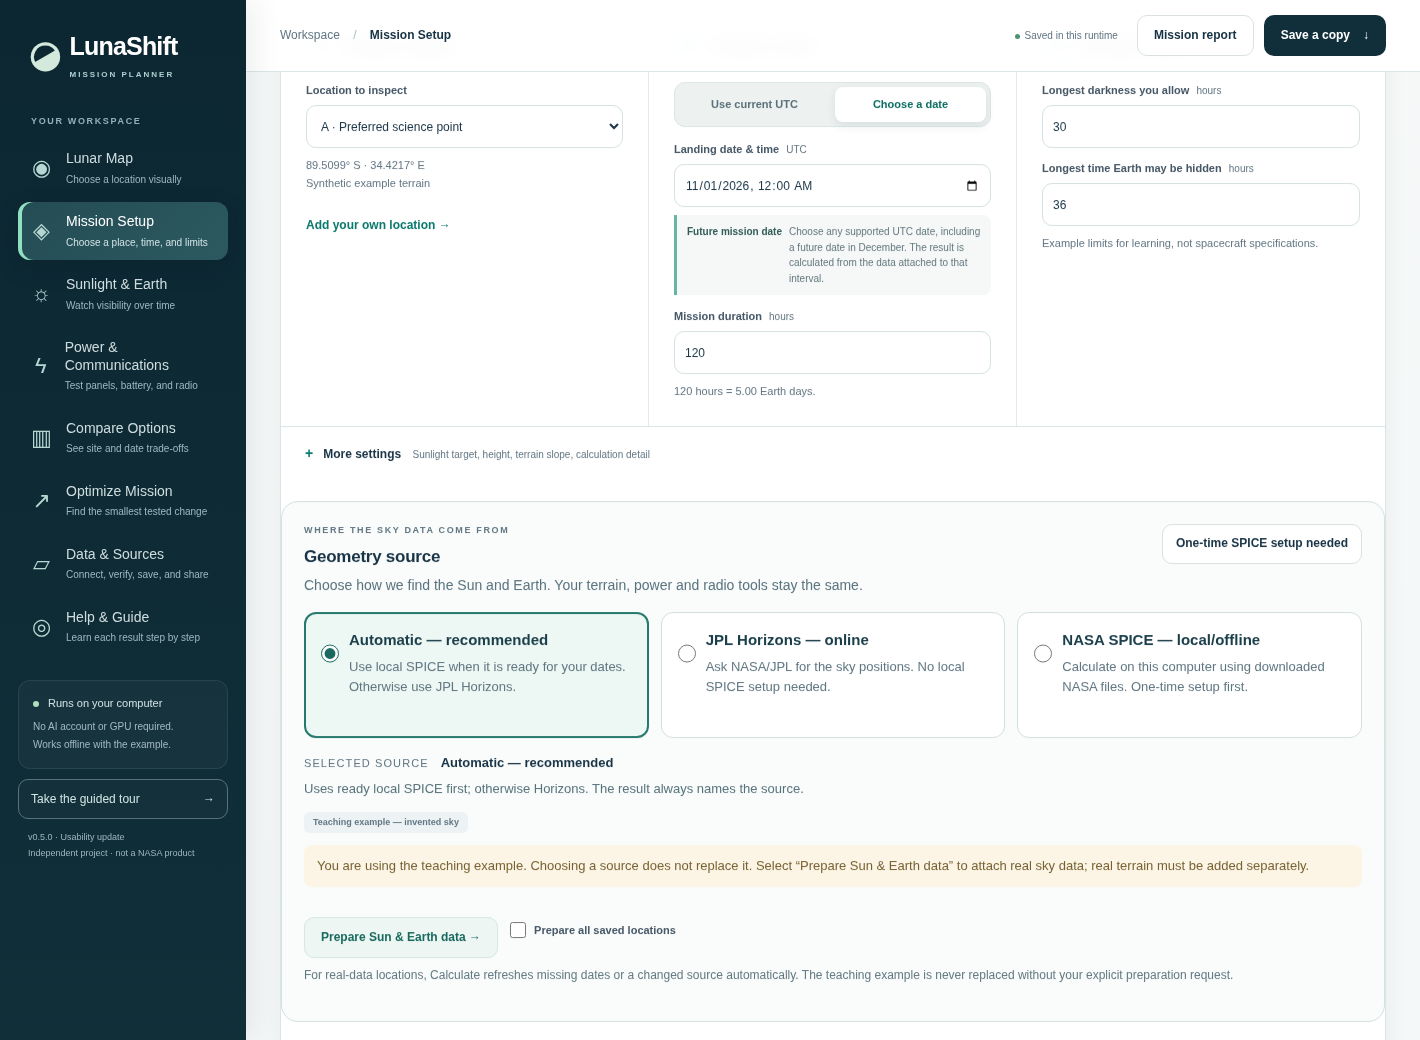 LunaShift
MISSION PLANNER
YOUR WORKSPACE
Lunar Map
Choose a location visually
Mission Setup
Choose a place, time, and limits
Sunlight & Earth
Watch visibility over time
Power &
Communications
Test panels, battery, and radio
Compare Options
See site and date trade-offs
Optimize Mission
Find the smallest tested change
Data & Sources
Connect, verify, save, and share
Help & Guide
Learn each result step by step
Runs on your computer
No AI account or GPU required.
Works offline with the example.
Take the guided tour →
v0.5.0 · Usability update
Independent project · not a NASA product
Workspace / Mission Setup
Saved in this runtime
Mission report
Save a copy ↓
Location to inspect
A · Preferred science point
89.5099° S · 34.4217° E
Synthetic example terrain
Add your own location →
Use current UTC
Choose a date
Landing date & time UTC
11/01/2026, 12:00 AM
Future mission date
Choose any supported UTC date, including
a future date in December. The result is
calculated from the data attached to that
interval.
Mission duration hours
120
120 hours = 5.00 Earth days.
Longest darkness you allow hours
30
Longest time Earth may be hidden hours
36
Example limits for learning, not spacecraft specifications.
+ More settings Sunlight target, height, terrain slope, calculation detail
WHERE THE SKY DATA COME FROM
Geometry source
Choose how we find the Sun and Earth. Your terrain, power and radio tools stay the same.
One-time SPICE setup needed
Automatic — recommended
Use local SPICE when it is ready for your dates.
Otherwise use JPL Horizons.
JPL Horizons — online
Ask NASA/JPL for the sky positions. No local
SPICE setup needed.
NASA SPICE — local/offline
Calculate on this computer using downloaded
NASA files. One-time setup first.
SELECTED SOURCE Automatic — recommended
Uses ready local SPICE first; otherwise Horizons. The result always names the source.
Teaching example — invented sky
You are using the teaching example. Choosing a source does not replace it. Select “Prepare Sun & Earth data” to attach real sky data; real terrain must be added separately.
Prepare Sun & Earth data →
Prepare all saved locations
For real-data locations, Calculate refreshes missing dates or a changed source automatically. The teaching example is never replaced without your explicit preparation request.